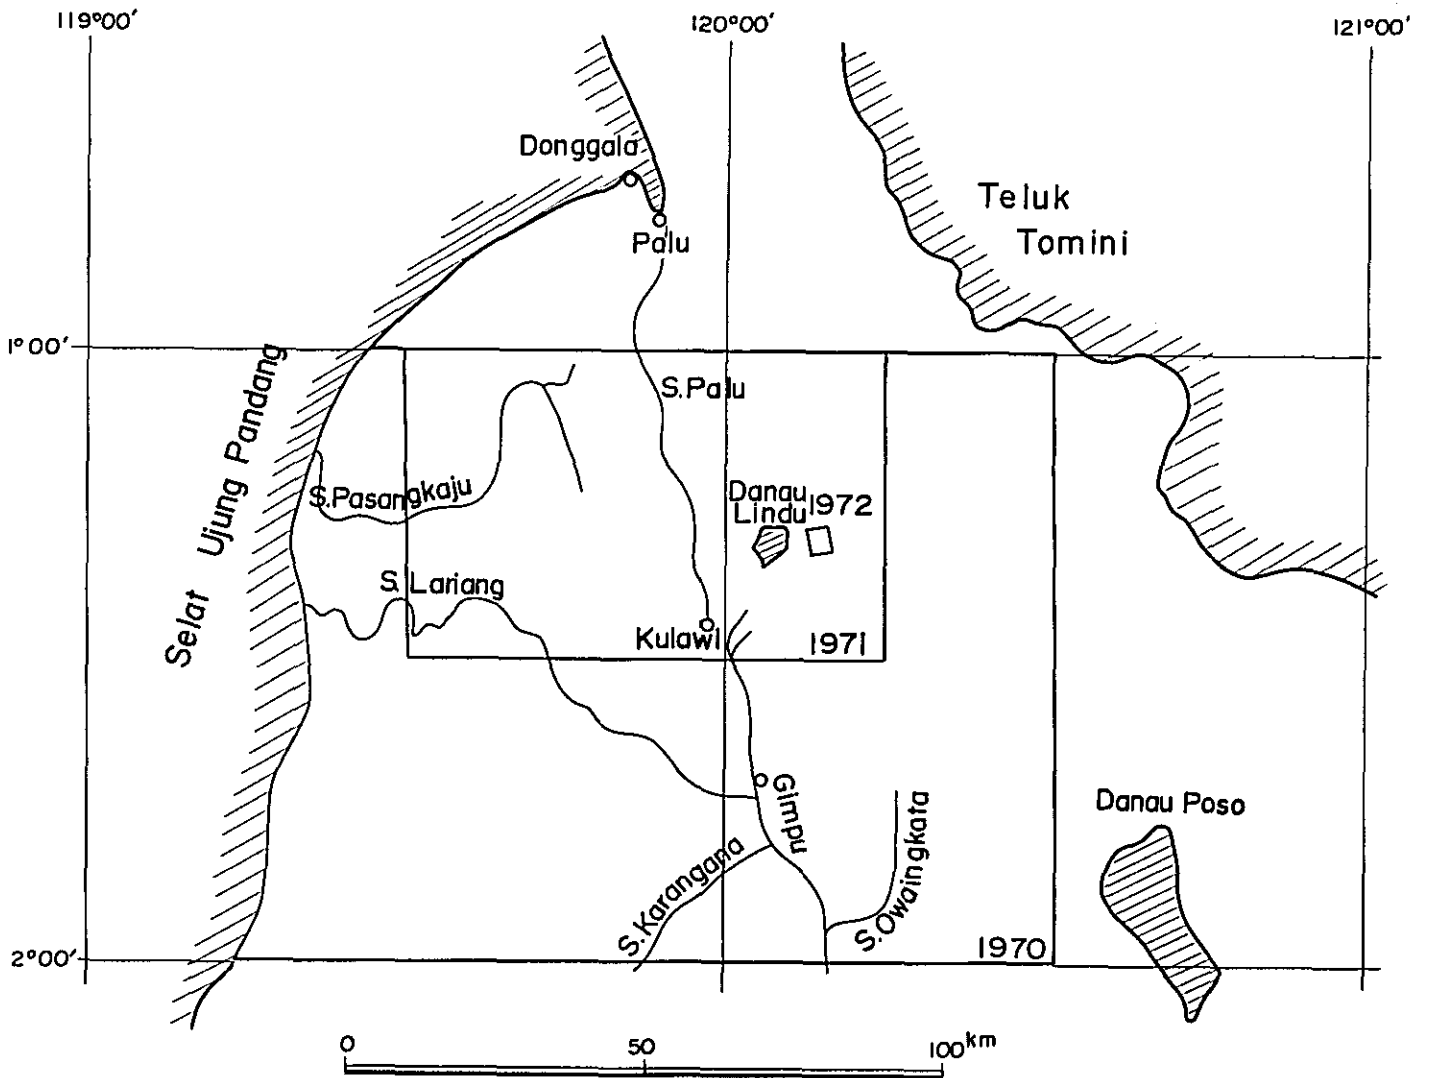 119°00′
120°00′
121°00′
Donggala
Palu
Teluk
Tomini
1°00′
S.Palu
Selat Ujung Pandang
S.Pasangkaju
Danau
Lindu
1972
S. Lariang
Kulawi
1971
Gimpu
Danau Poso
S.Karangana
S.Owaingkata
1970
2°00′
0
50
100km